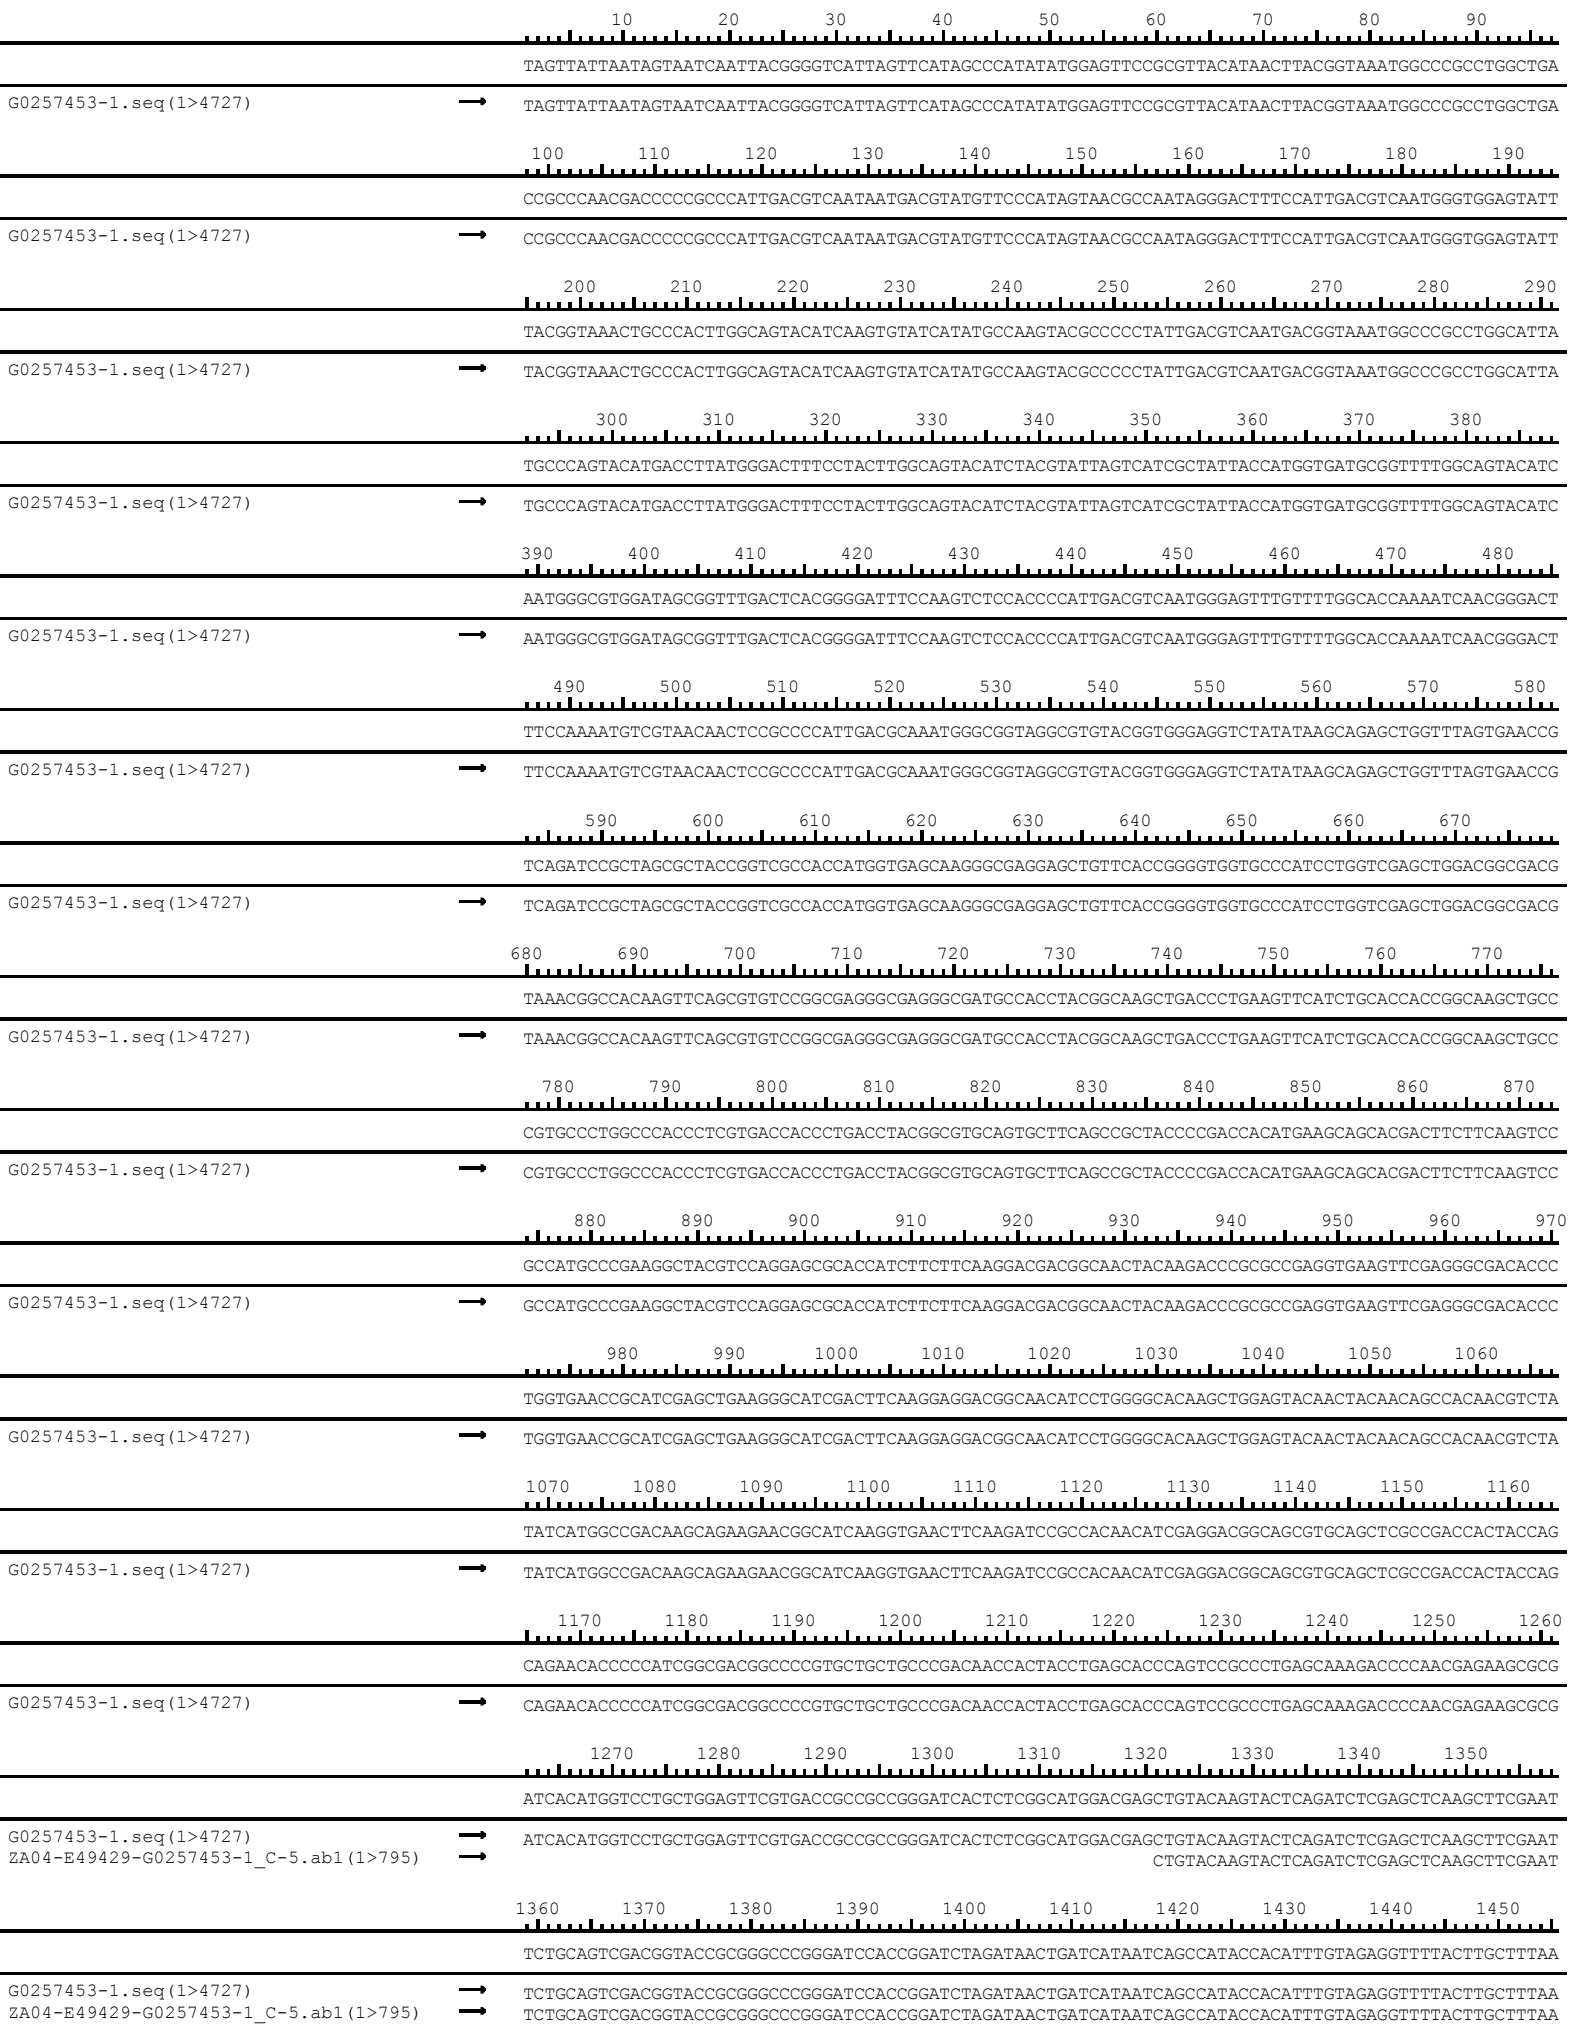 10 20 30 40 50 60 70 80 90
TAGTTATTAATAGTAATCAATTACGGGGTCATTAGTTCATAGCCCATATATGGAGTTCCGCGTTACATAACTTACGGTAAATGGCCCGCCTGGCTGA
G0257453-1.seq(1>4727) → TAGTTATTAATAGTAATCAATTACGGGGTCATTAGTTCATAGCCCATATATGGAGTTCCGCGTTACATAACTTACGGTAAATGGCCCGCCTGGCTGA
100 110 120 130 140 150 160 170 180 190
CCGCCCAACGACCCCCGCCCATTGACGTCAATAATGACGTATGTTCCCATAGTAACGCCAATAGGGACTTTCCATTGACGTCAATGGGTGGAGTATT
G0257453-1.seq(1>4727) → CCGCCCAACGACCCCCGCCCATTGACGTCAATAATGACGTATGTTCCCATAGTAACGCCAATAGGGACTTTCCATTGACGTCAATGGGTGGAGTATT
200 210 220 230 240 250 260 270 280 290
TACGGTAAACTGCCCACTTGGCAGTACATCAAGTGTATCATATGCCAAGTACGCCCCCTATTGACGTCAATGACGGTAAATGGCCCGCCTGGCATTA
G0257453-1.seq(1>4727) → TACGGTAAACTGCCCACTTGGCAGTACATCAAGTGTATCATATGCCAAGTACGCCCCCTATTGACGTCAATGACGGTAAATGGCCCGCCTGGCATTA
300 310 320 330 340 350 360 370 380
TGCCCAGTACATGACCTTATGGGACTTTCCTACTTGGCAGTACATCTACGTATTAGTCATCGCTATTACCATGGTGATGCGGTTTTGGCAGTACATC
G0257453-1.seq(1>4727) → TGCCCAGTACATGACCTTATGGGACTTTCCTACTTGGCAGTACATCTACGTATTAGTCATCGCTATTACCATGGTGATGCGGTTTTGGCAGTACATC
390 400 410 420 430 440 450 460 470 480
AATGGGCGTGGATAGCGGTTTGACTCACGGGGATTTCCAAGTCTCCACCCCATTGACGTCAATGGGAGTTTGTTTTGGCACCAAAATCAACGGGACT
G0257453-1.seq(1>4727) → AATGGGCGTGGATAGCGGTTTGACTCACGGGGATTTCCAAGTCTCCACCCCATTGACGTCAATGGGAGTTTGTTTTGGCACCAAAATCAACGGGACT
490 500 510 520 530 540 550 560 570 580
TTCCAAAATGTCGTAACAACTCCGCCCCATTGACGCAAATGGGCGGTAGGCGTGTACGGTGGGAGGTCTATATAAGCAGAGCTGGTTTAGTGAACCG
G0257453-1.seq(1>4727) → TTCCAAAATGTCGTAACAACTCCGCCCCATTGACGCAAATGGGCGGTAGGCGTGTACGGTGGGAGGTCTATATAAGCAGAGCTGGTTTAGTGAACCG
590 600 610 620 630 640 650 660 670
TCAGATCCGCTAGCGCTACCGGTCGCCACCATGGTGAGCAAGGGCGAGGAGCTGTTCACCGGGGTGGTGCCCATCCTGGTCGAGCTGGACGGCGACG
G0257453-1.seq(1>4727) → TCAGATCCGCTAGCGCTACCGGTCGCCACCATGGTGAGCAAGGGCGAGGAGCTGTTCACCGGGGTGGTGCCCATCCTGGTCGAGCTGGACGGCGACG
680 690 700 710 720 730 740 750 760 770
TAAACGGCCACAAGTTCAGCGTGTCCGGCGAGGGCGAGGGCGATGCCACCTACGGCAAGCTGACCCTGAAGTTCATCTGCACCACCGGCAAGCTGCC
G0257453-1.seq(1>4727) → TAAACGGCCACAAGTTCAGCGTGTCCGGCGAGGGCGAGGGCGATGCCACCTACGGCAAGCTGACCCTGAAGTTCATCTGCACCACCGGCAAGCTGCC
780 790 800 810 820 830 840 850 860 870
CGTGCCCTGGCCCACCCTCGTGACCACCCTGACCTACGGCGTGCAGTGCTTCAGCCGCTACCCCGACCACATGAAGCAGCACGACTTCTTCAAGTCC
G0257453-1.seq(1>4727) → CGTGCCCTGGCCCACCCTCGTGACCACCCTGACCTACGGCGTGCAGTGCTTCAGCCGCTACCCCGACCACATGAAGCAGCACGACTTCTTCAAGTCC
880 890 900 910 920 930 940 950 960 970
GCCATGCCCGAAGGCTACGTCCAGGAGCGCACCATCTTCTTCAAGGACGACGGCAACTACAAGACCCGCGCCGAGGTGAAGTTCGAGGGCGACACCC
G0257453-1.seq(1>4727) → GCCATGCCCGAAGGCTACGTCCAGGAGCGCACCATCTTCTTCAAGGACGACGGCAACTACAAGACCCGCGCCGAGGTGAAGTTCGAGGGCGACACCC
980 990 1000 1010 1020 1030 1040 1050 1060
TGGTGAACCGCATCGAGCTGAAGGGCATCGACTTCAAGGAGGACGGCAACATCCTGGGGCACAAGCTGGAGTACAACTACAACAGCCACAACGTCTA
G0257453-1.seq(1>4727) → TGGTGAACCGCATCGAGCTGAAGGGCATCGACTTCAAGGAGGACGGCAACATCCTGGGGCACAAGCTGGAGTACAACTACAACAGCCACAACGTCTA
1070 1080 1090 1100 1110 1120 1130 1140 1150 1160
TATCATGGCCGACAAGCAGAAGAACGGCATCAAGGTGAACTTCAAGATCCGCCACAACATCGAGGACGGCAGCGTGCAGCTCGCCGACCACTACCAG
G0257453-1.seq(1>4727) → TATCATGGCCGACAAGCAGAAGAACGGCATCAAGGTGAACTTCAAGATCCGCCACAACATCGAGGACGGCAGCGTGCAGCTCGCCGACCACTACCAG
1170 1180 1190 1200 1210 1220 1230 1240 1250 1260
CAGAACACCCCCATCGGCGACGGCCCCGTGCTGCTGCCCGACAACCACTACCTGAGCACCCAGTCCGCCCTGAGCAAAGACCCCAACGAGAAGCGCG
G0257453-1.seq(1>4727) → CAGAACACCCCCATCGGCGACGGCCCCGTGCTGCTGCCCGACAACCACTACCTGAGCACCCAGTCCGCCCTGAGCAAAGACCCCAACGAGAAGCGCG
1270 1280 1290 1300 1310 1320 1330 1340 1350
ATCACATGGTCCTGCTGGAGTTCGTGACCGCCGCCGGGATCACTCTCGGCATGGACGAGCTGTACAAGTACTCAGATCTCGAGCTCAAGCTTCGAAT
G0257453-1.seq(1>4727) → ATCACATGGTCCTGCTGGAGTTCGTGACCGCCGCCGGGATCACTCTCGGCATGGACGAGCTGTACAAGTACTCAGATCTCGAGCTCAAGCTTCGAAT
ZA04-E49429-G0257453-1_C-5.ab1(1>795) → CTGTACAAGTACTCAGATCTCGAGCTCAAGCTTCGAAT
1360 1370 1380 1390 1400 1410 1420 1430 1440 1450
TCTGCAGTCGACGGTACCGCGGGCCCGGGATCCACCGGATCTAGATAACTGATCATAATCAGCCATACCACATTTGTAGAGGTTTTACTTGCTTTAA
G0257453-1.seq(1>4727) → TCTGCAGTCGACGGTACCGCGGGCCCGGGATCCACCGGATCTAGATAACTGATCATAATCAGCCATACCACATTTGTAGAGGTTTTACTTGCTTTAA
ZA04-E49429-G0257453-1_C-5.ab1(1>795) → TCTGCAGTCGACGGTACCGCGGGCCCGGGATCCACCGGATCTAGATAACTGATCATAATCAGCCATACCACATTTGTAGAGGTTTTACTTGCTTTAA